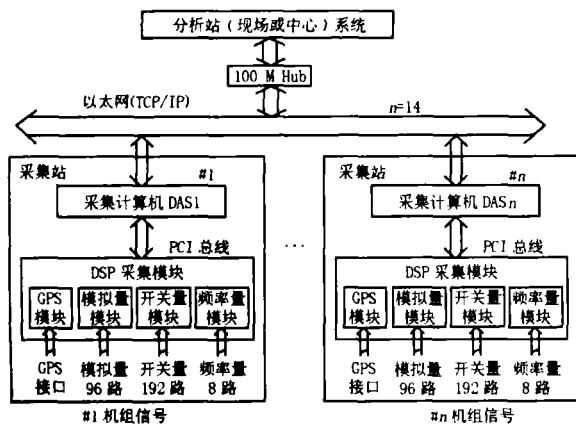 分析站(现场或中心)系统
100 M Hub
以太网(TCP/IP)
n=14
采集站
#1
采集计算机 DAS1
PCI 总线
DSP 采集模块
GPS
模块
模拟量
模块
开关量
模块
频率量
模块
GPS
接口
模拟量
96 路
开关量
192 路
频率量
8 路
#1 机组信号
...
采集站
#n
采集计算机 DASn
PCI 总线
DSP 采集模块
GPS
模块
模拟量
模块
开关量
模块
频率量
模块
GPS
接口
模拟量
96 路
开关量
192 路
频率量
8 路
#n 机组信号